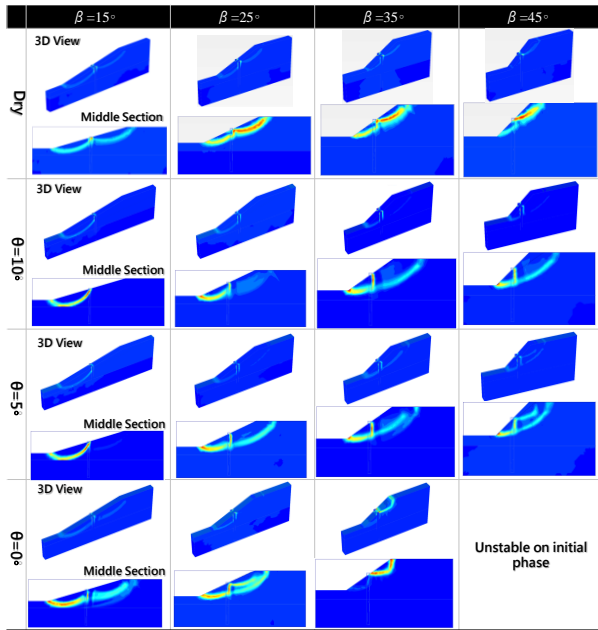 β=15° β=25° β=35° β=45°
Dry
3D View
Middle Section
θ=10°
3D View
Middle Section
θ=5°
3D View
Middle Section
θ=0°
3D View
Middle Section
Unstable on initial
phase